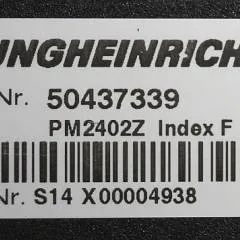 UNGHEINRICH
Nr. 50437339
PM2402Z Index F
Nr. S14 X00004938